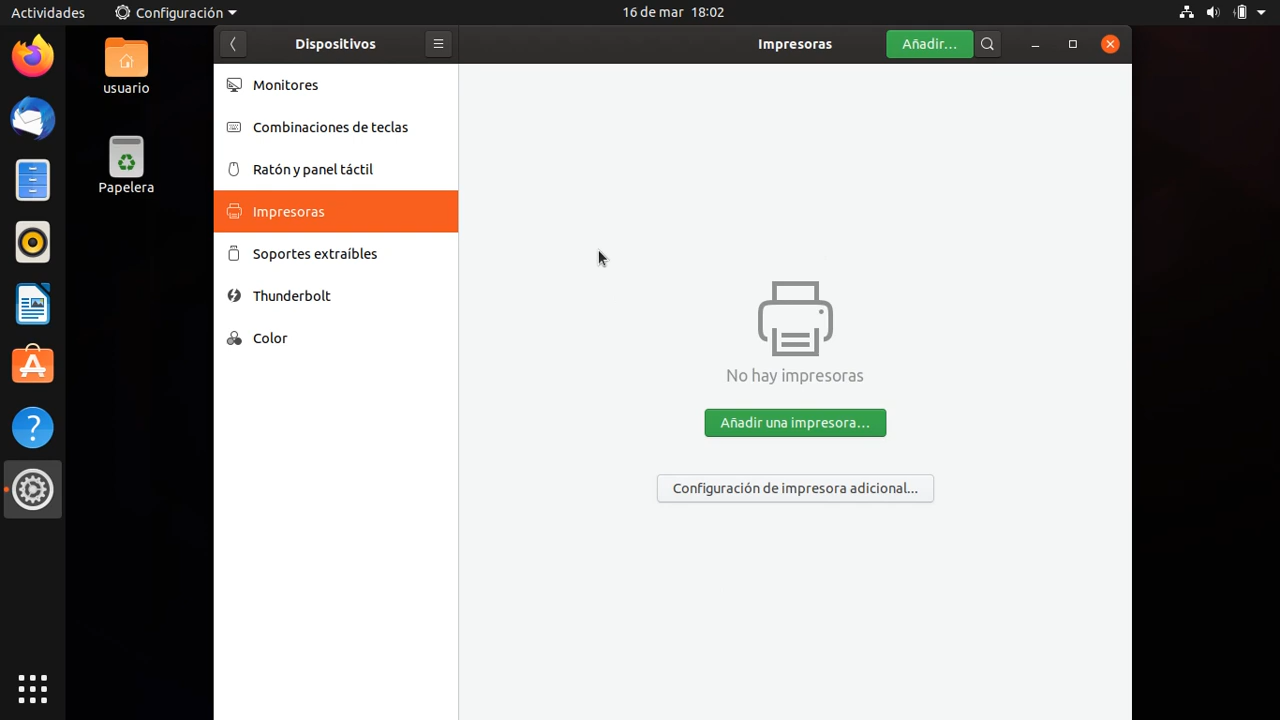 Actividades
Configuración
16 de mar 18:02
Dispositivos
Impresoras
Añadir...
usuario
Papelera
Monitores
Combinaciones de teclas
Ratón y panel táctil
Impresoras
Soportes extraíbles
Thunderbolt
Color
No hay impresoras
Añadir una impresora...
Configuración de impresora adicional...